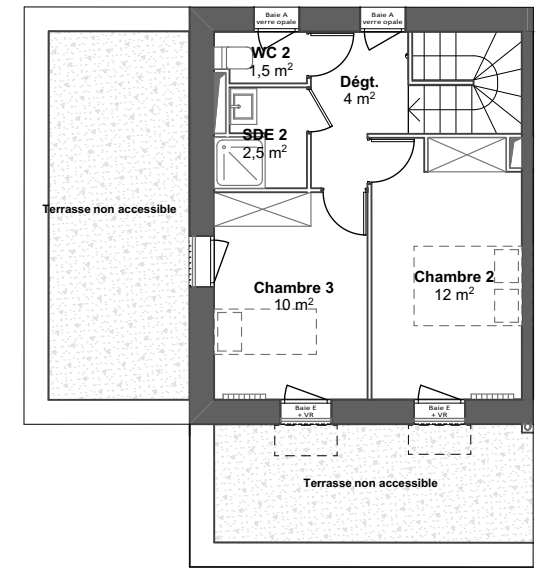 Baie A
verre opale
Baie A
verre opale
WC 2
1,5 m²
Dégt.
4 m²
SDE 2
2,5 m²
Terrasse non accessible
Chambre 3
10 m²
Chambre 2
12 m²
Baie E
+ VR
Baie E
+ VR
Terrasse non accessible